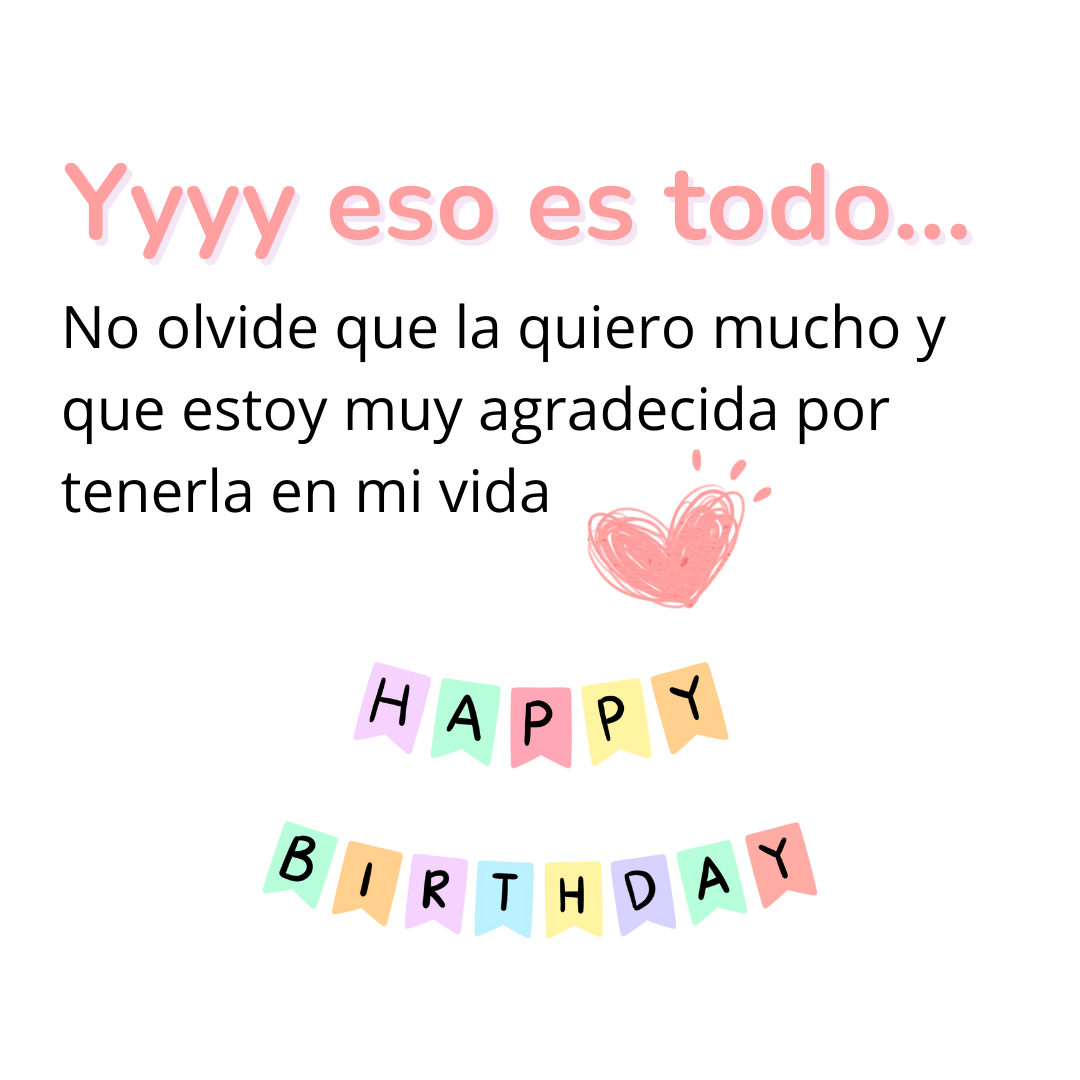 Yyyy eso es todo...
No olvide que la quiero mucho y
que estoy muy agradecida por
tenerla en mi vida
HAPPY
BIRTHDAY